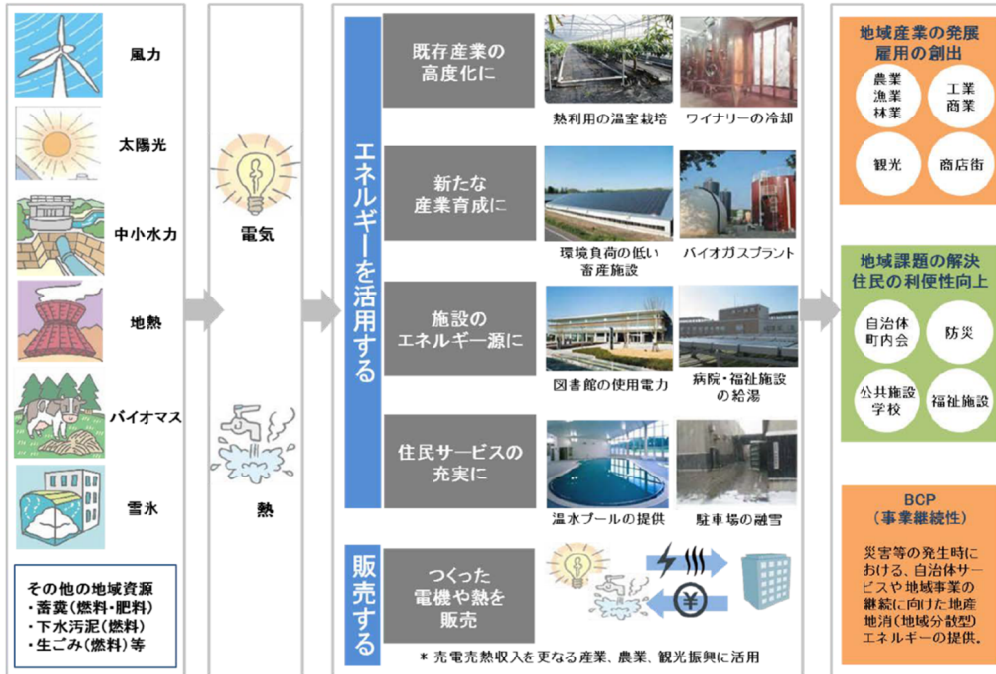 風力
太陽光
中小水力
地熱
バイオマス
雪氷
その他の地域資源
・蓄糞(燃料・肥料)
・下水汚泥(燃料)
・生ごみ(燃料)等
電気
熱
エネルギーを活用する
既存産業の
高度化に
熱利用の温室栽培
ワイナリーの冷却
新たな
産業育成に
環境負荷の低い
畜産施設
バイオガスプラント
施設の
エネルギー源に
図書館の使用電力
病院・福祉施設
の給湯
住民サービスの
充実に
温水プールの提供
駐車場の融雪
販売する
つくった
電機や熱を
販売
¥
* 売電売熱収入を更なる産業、農業、観光振興に活用
地域産業の発展
雇用の創出
農業
漁業
林業
工業
商業
観光
商店街
地域課題の解決
住民の利便性向上
自治体
町内会
防災
公共施設
学校
福祉施設
BCP
(事業継続性)
災害等の発生時に
おける、自治体サー
ビスや地域事業の
継続に向けた地産
地消(地域分散型)
エネルギーの提供。